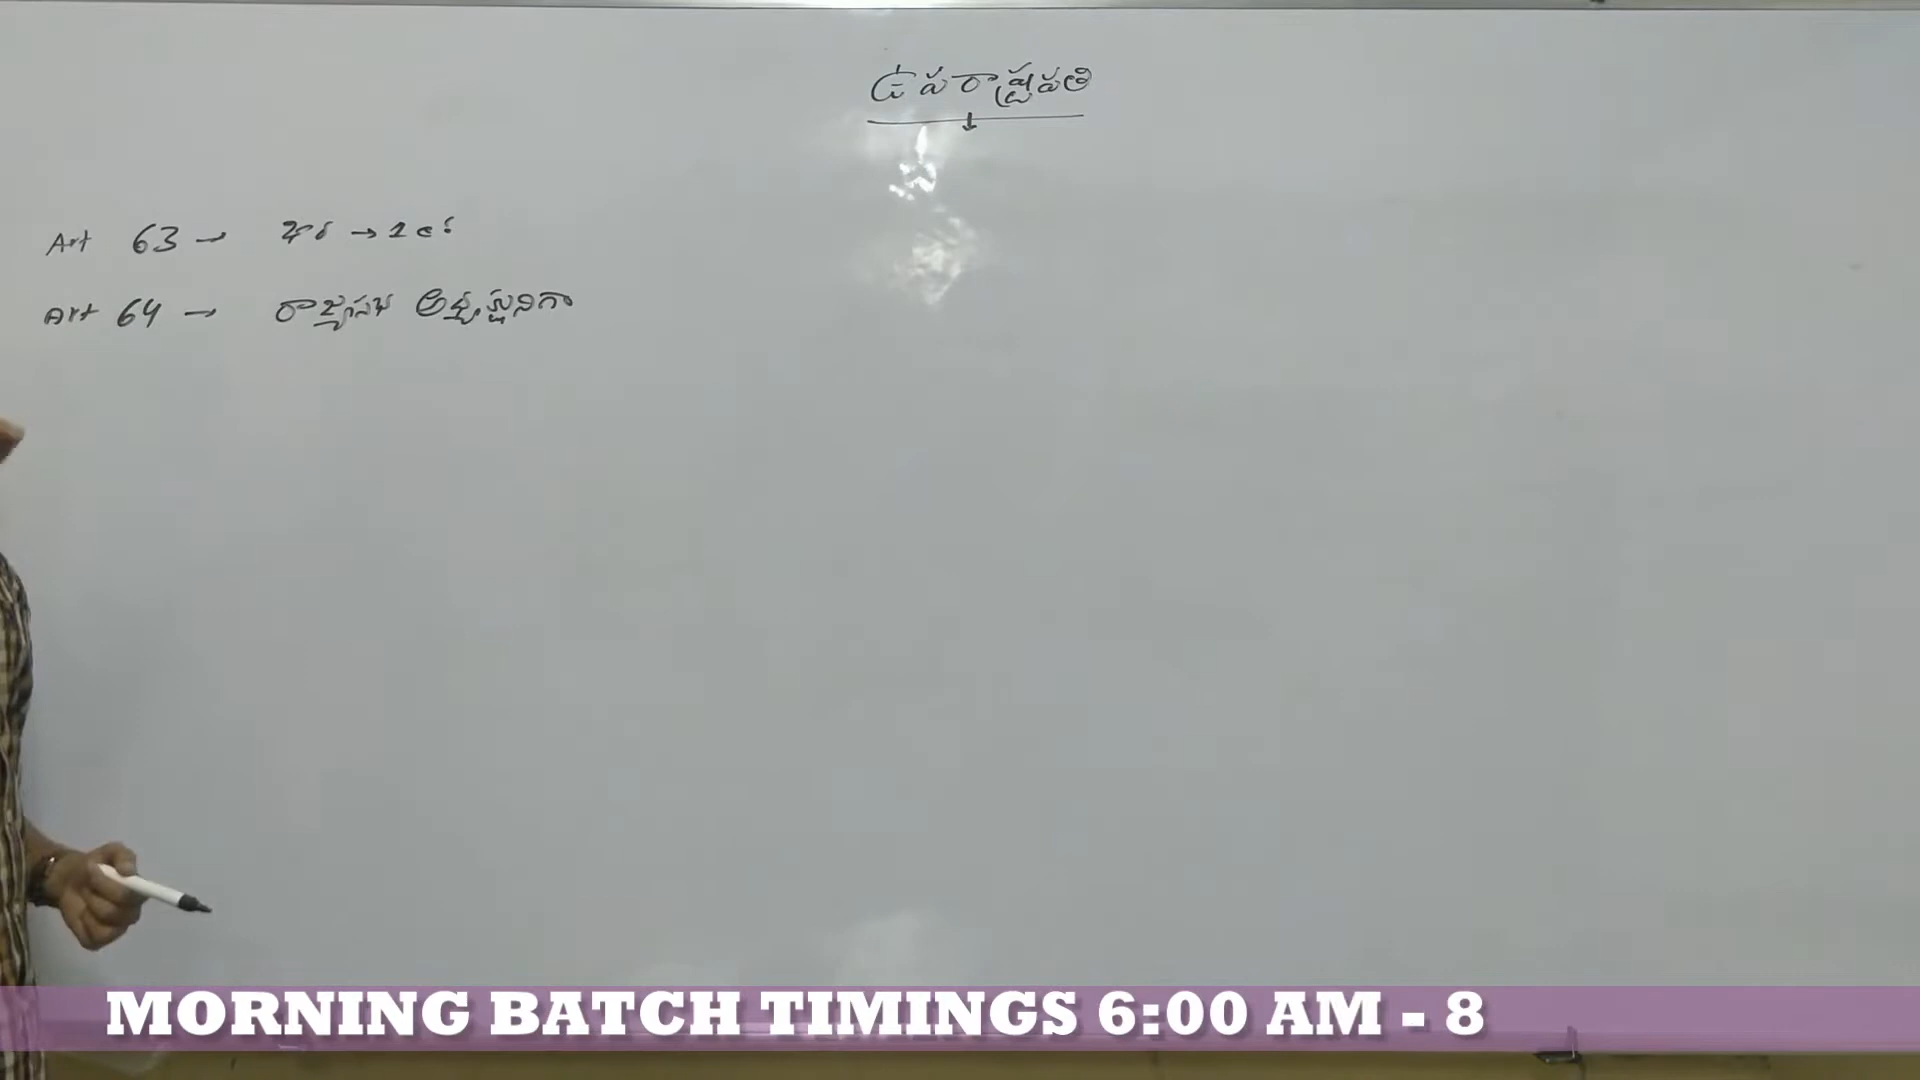 ఉపరాష్ట్రపతి
Art 63 →
Art 64 → రాజ్యసభ అధ్యక్షునిగా
MORNING BATCH TIMINGS 6:00 AM - 8